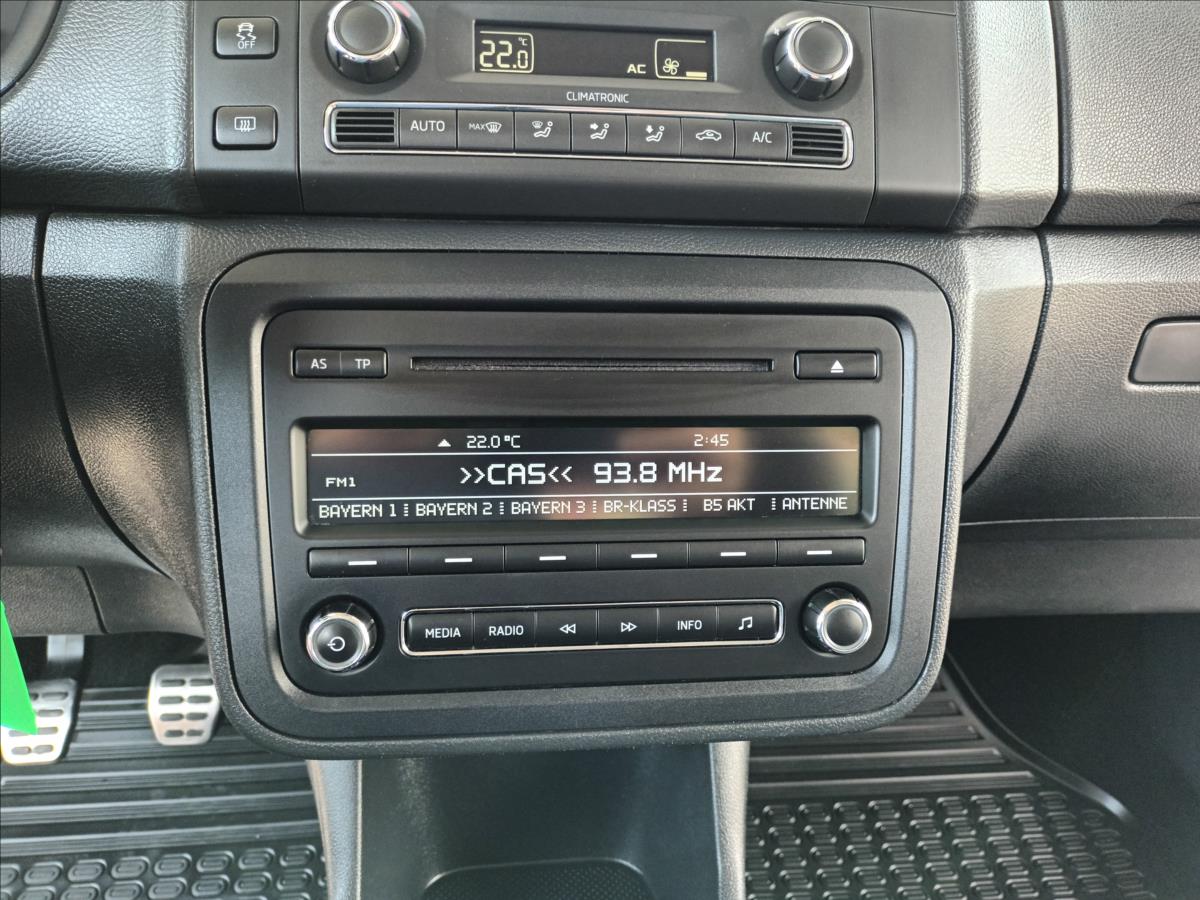 OFF
22.0 °C
AC
CLIMATRONIC
AUTO MAX A/C
AS TP
22.0 °C 2:45
FM1 >>CAS<< 93.8 MHz
BAYERN 1 BAYERN 2 BAYERN 3 BR-KLASS B5 AKT ANTENNE
MEDIA RADIO INFO